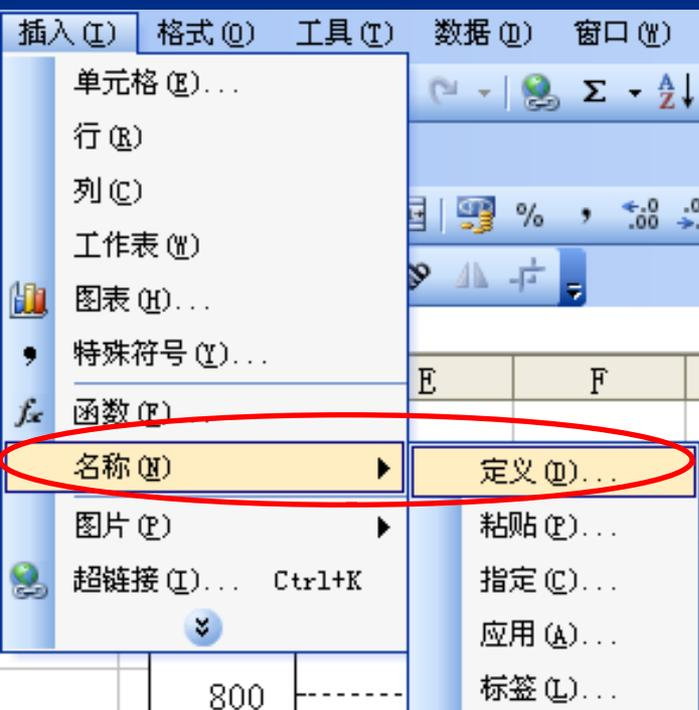 插入(I) 格式(O) 工具(T) 数据(D) 窗口(W)
单元格(E)...
行(R)
列(C)
工作表(W)
图表(H)...
特殊符号(Y)...
函数(F)...
名称(N)
图片(P)
超链接(I)... Ctrl+K
Σ
A
Z
% , .0 .00
E F
定义(D)...
粘贴(P)...
指定(C)...
应用(A)...
标签(L)...
800